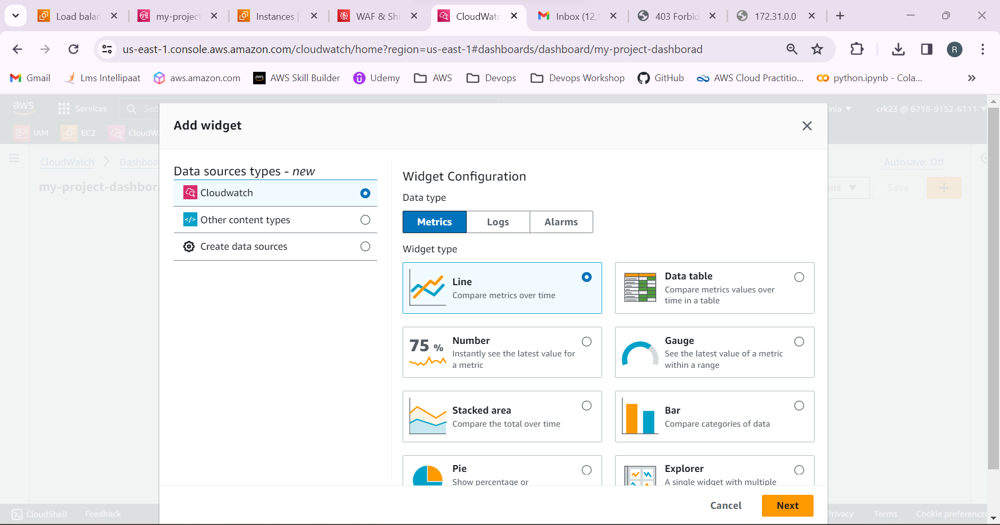 Load balan
my-project
Instances |
WAF & Shi
CloudWatc
Inbox (12,1
403 Forbid
172.31.0.0
us-east-1.console.aws.amazon.com/cloudwatch/home?region=us-east-1#dashboards/dashboard/my-project-dashborad
R
Gmail
Lms Intellipaat
aws.amazon.com
aws
AWS Skill Builder
Udemy
AWS
Devops
Devops Workshop
GitHub
AWS Cloud Practitio...
python.ipynb - Cola...
aws
Services
Sea
inia
crk23 @ 6718-9152-6111
IAM
EC2
CloudWa
Add widget
CloudWatch
Dashboa
Autosave: Off
my-project-dashbora
ons
Save
Data sources types - new
Cloudwatch
Other content types
Create data sources
Widget Configuration
Data type
Metrics
Logs
Alarms
Widget type
Line
Compare metrics over time
Data table
Compare metrics values over
time in a table
75 %
Number
Instantly see the latest value for
a metric
Gauge
See the latest value of a metric
within a range
Stacked area
Compare the total over time
Bar
Compare categories of data
Pie
Show percentage or
Explorer
A single widget with multiple
Cancel
Next
CloudShell
Feedback
Privacy
Terms
Cookie preferences